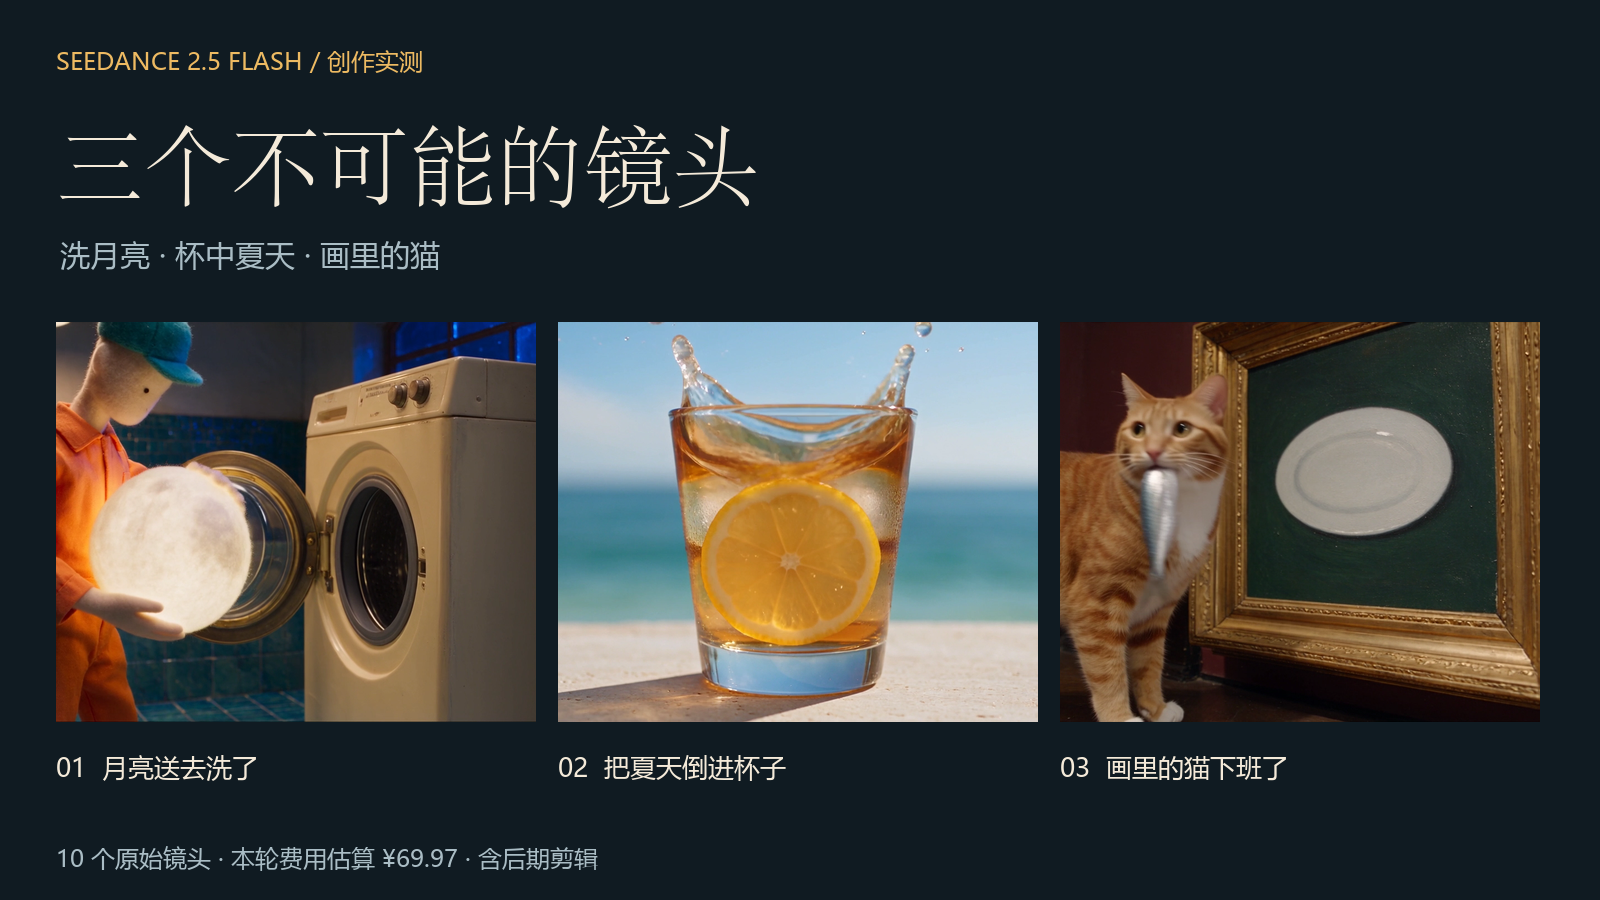 SEEDANCE 2.5 FLASH / 创作实测
三个不可能的镜头
洗月亮 · 杯中夏天 · 画里的猫
01 月亮送去洗了
02 把夏天倒进杯子
03 画里的猫下班了
10 个原始镜头 · 本轮费用估算 ¥69.97 · 含后期剪辑